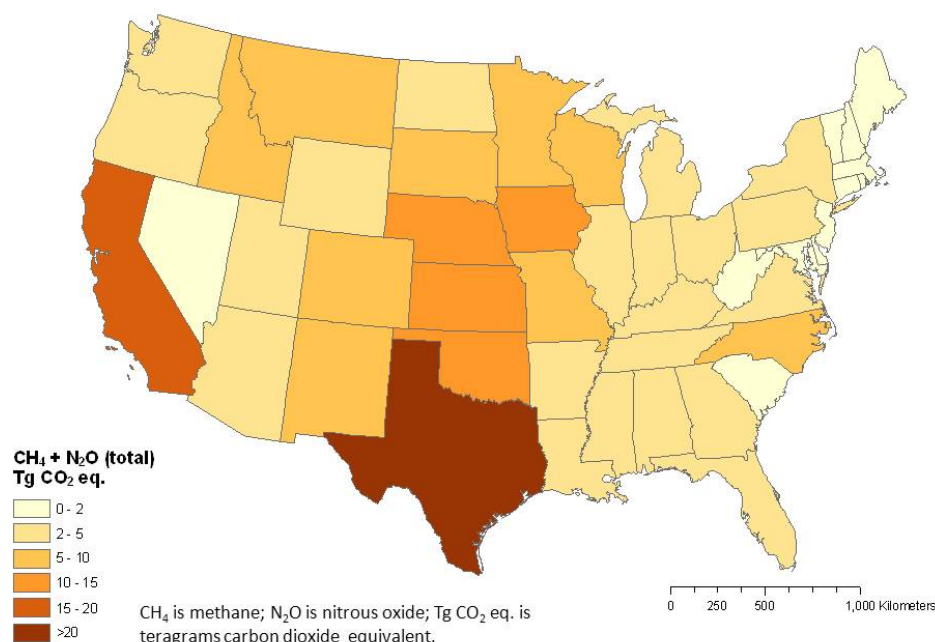 CH₄ + N₂O (total)
Tg CO₂ eq.
0 - 2
2 - 5
5 - 10
10 - 15
15 - 20
>20
CH₄ is methane; N₂O is nitrous oxide; Tg CO₂ eq. is
teragrams carbon dioxide equivalent.
0 250 500 1,000 Kilometers